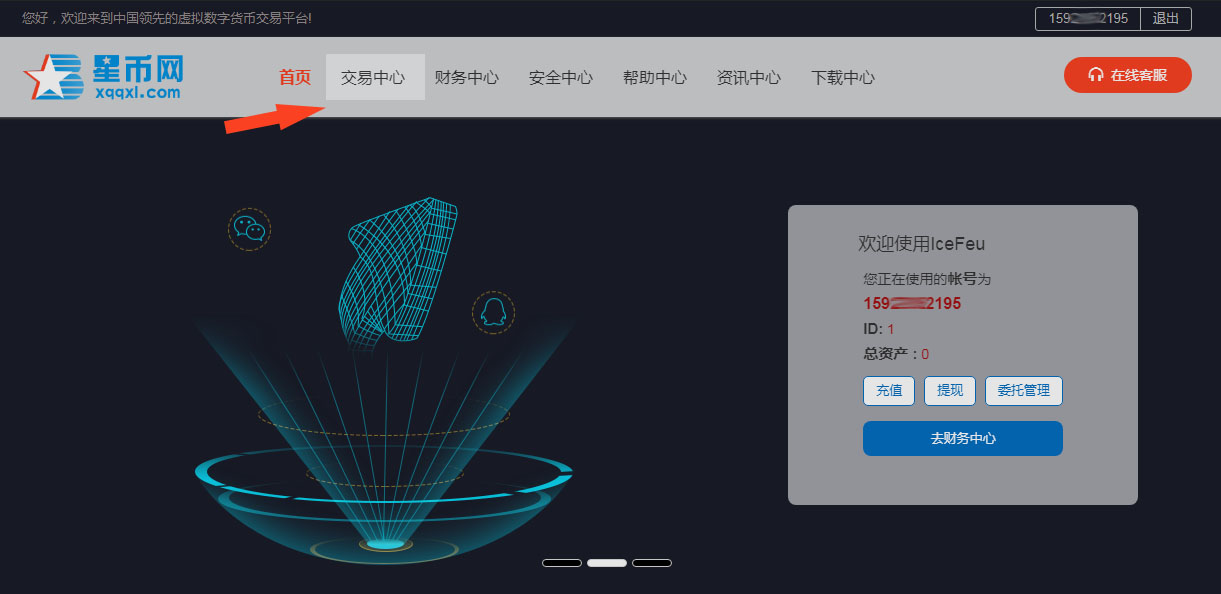 您好，欢迎来到中国领先的虚拟数字货币交易平台!
159 2195 退出
星币网
xqqxl.com
首页 交易中心 财务中心 安全中心 帮助中心 资讯中心 下载中心
在线客服
欢迎使用IceFeu
您正在使用的帐号为
159 2195
ID: 1
总资产：0
充值 提现 委托管理
去财务中心